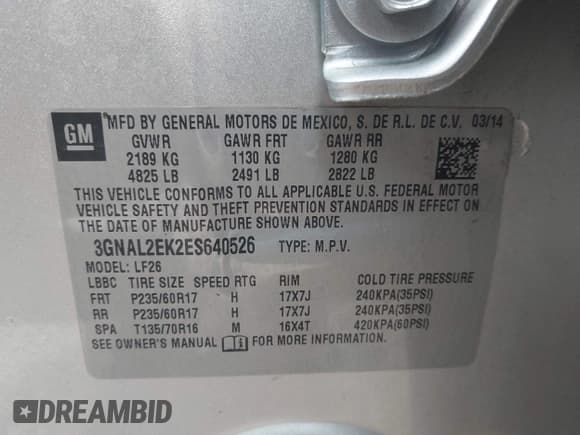 GM
MFD BY GENERAL MOTORS DE MEXICO, S. DE R.L. DE C.V. 03/14
GVWR GAWR FRT GAWR RR
2189 KG 1130 KG 1280 KG
4825 LB 2491 LB 2822 LB
THIS VEHICLE CONFORMS TO ALL APPLICABLE U.S. FEDERAL MOTOR
VEHICLE SAFETY AND THEFT PREVENTION STANDARDS IN EFFECT ON
THE DATE OF MANUFACTURE SHOWN ABOVE.
3GNAL2EK2ES640526 TYPE: M.P.V.
MODEL: LF26
LBBC TIRE SIZE SPEED RTG RIM COLD TIRE PRESSURE
FRT P235/60R17 H 17X7J 240KPA(35PSI)
RR P235/60R17 H 17X7J 240KPA(35PSI)
SPA T135/70R16 M 16X4T 420KPA(60PSI)
SEE OWNER'S MANUAL FOR MORE INFORMATION.
DREAMBID